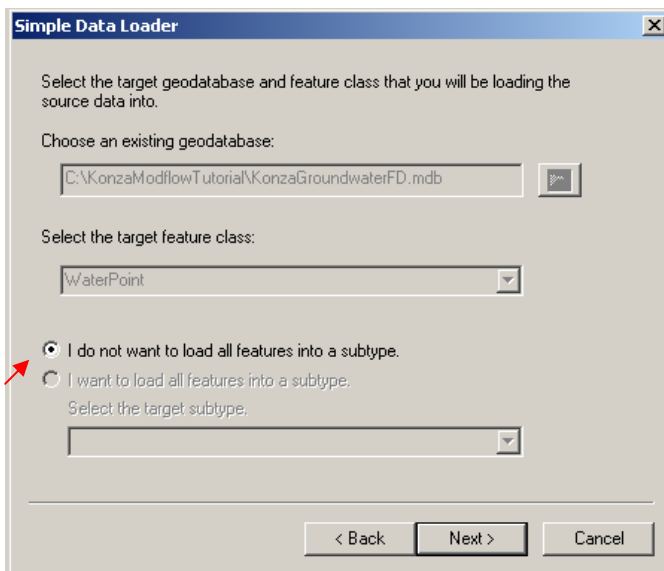 Simple Data Loader
Select the target geodatabase and feature class that you will be loading the
source data into.
Choose an existing geodatabase:
C:\KonzaModflowTutorial\KonzaGroundwaterFD.mdb
Select the target feature class:
WaterPoint
I do not want to load all features into a subtype.
I want to load all features into a subtype.
Select the target subtype.
< Back Next > Cancel